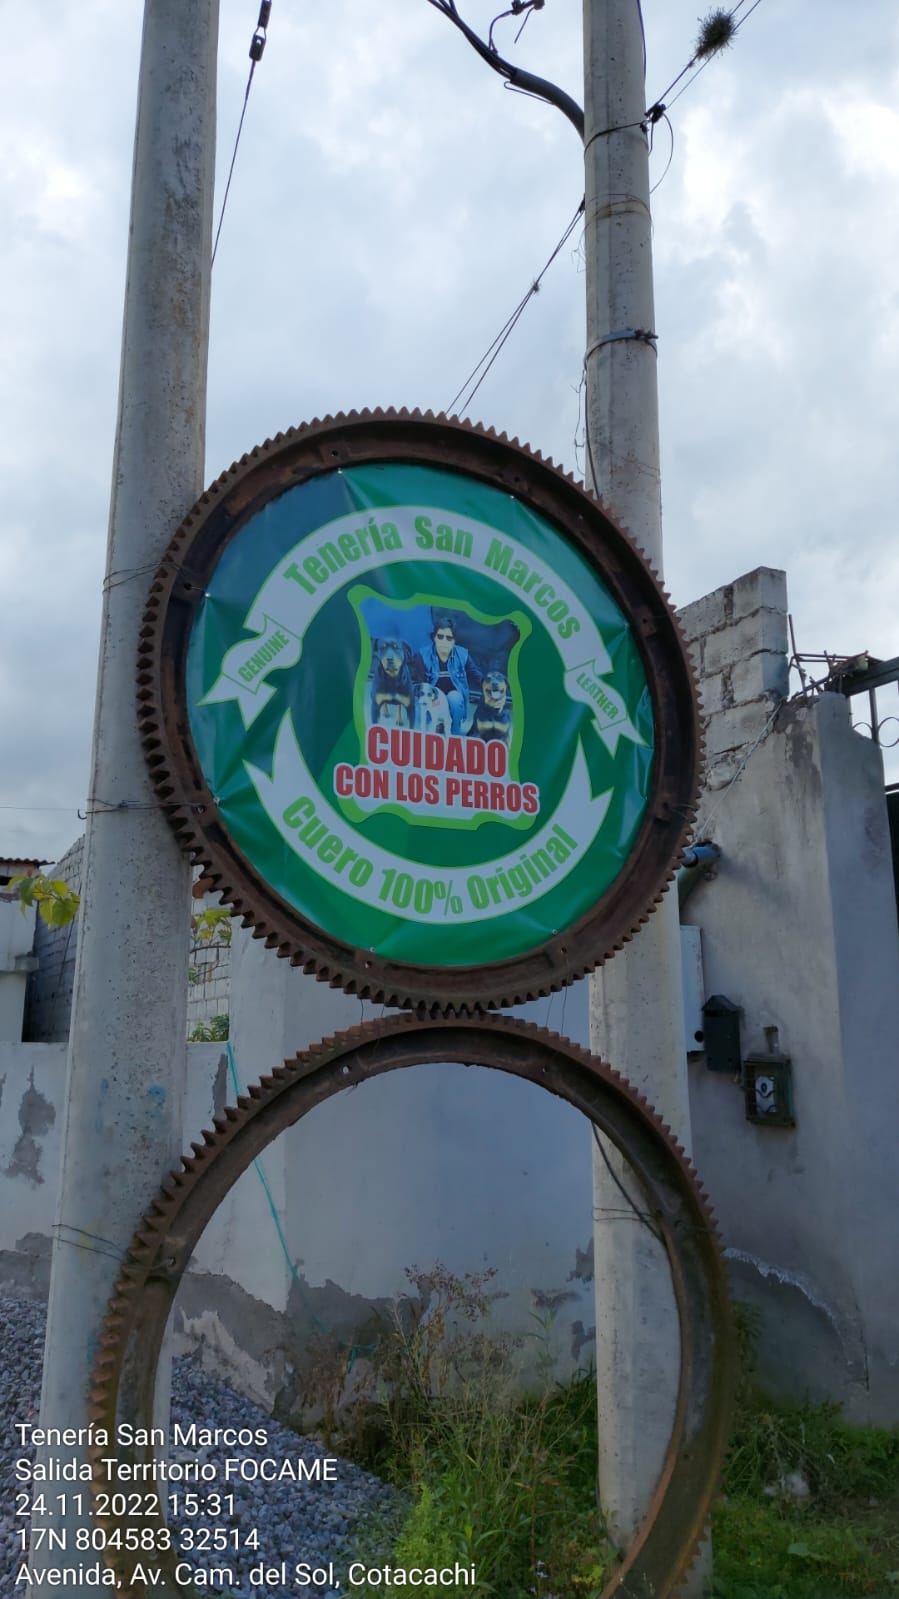 Tenería San Marcos
GENUINE
LEATHER
CUIDADO
CON LOS PERROS
Cuero 100% Original
Tenería San Marcos
Salida Territorio FOCAME
24.11.2022 15:31
17N 804583 32514
Avenida, Av. Cam. del Sol, Cotacachi